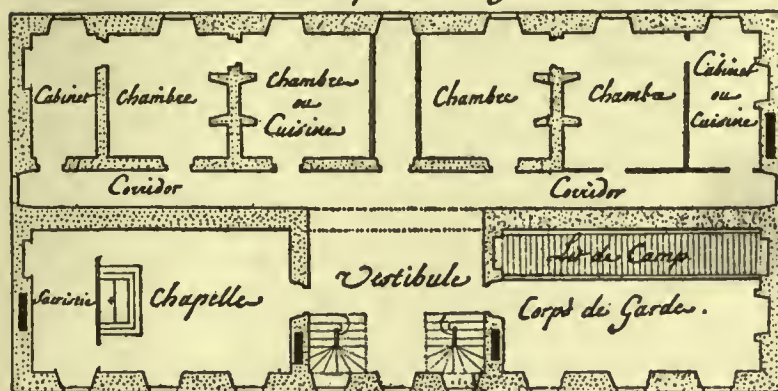 Cabinet
Chambre
Chambre
ou
Cuisine
Chambre
Chambre
Cabinet
ou
Cuisine
Corridor
Corridor
Sacristie
Chapelle
Vestibule
Lit de Camp
Corps de Garde.